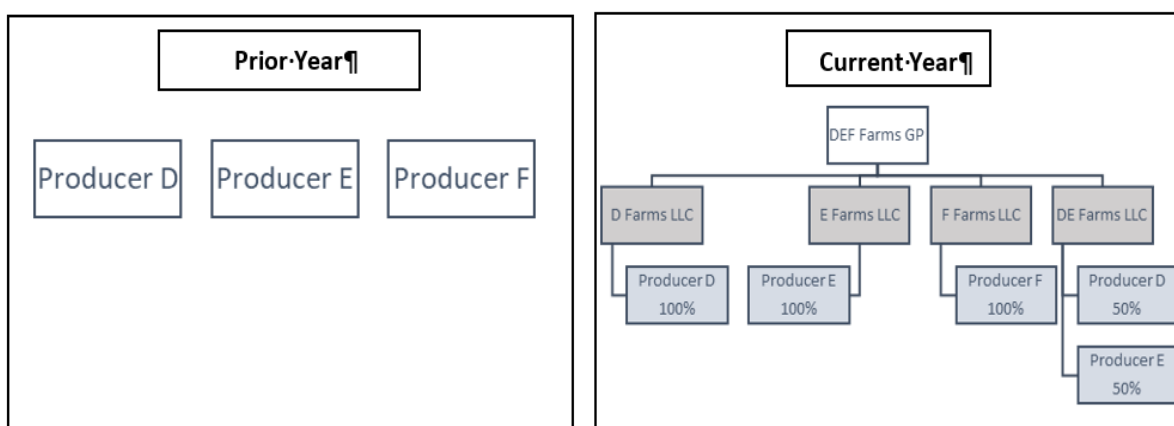 Prior·Year¶
Producer D
Producer E
Producer F
Current·Year¶
DEF Farms GP
D Farms LLC
E Farms LLC
F Farms LLC
DE Farms LLC
Producer D
100%
Producer E
100%
Producer F
100%
Producer D
50%
Producer E
50%